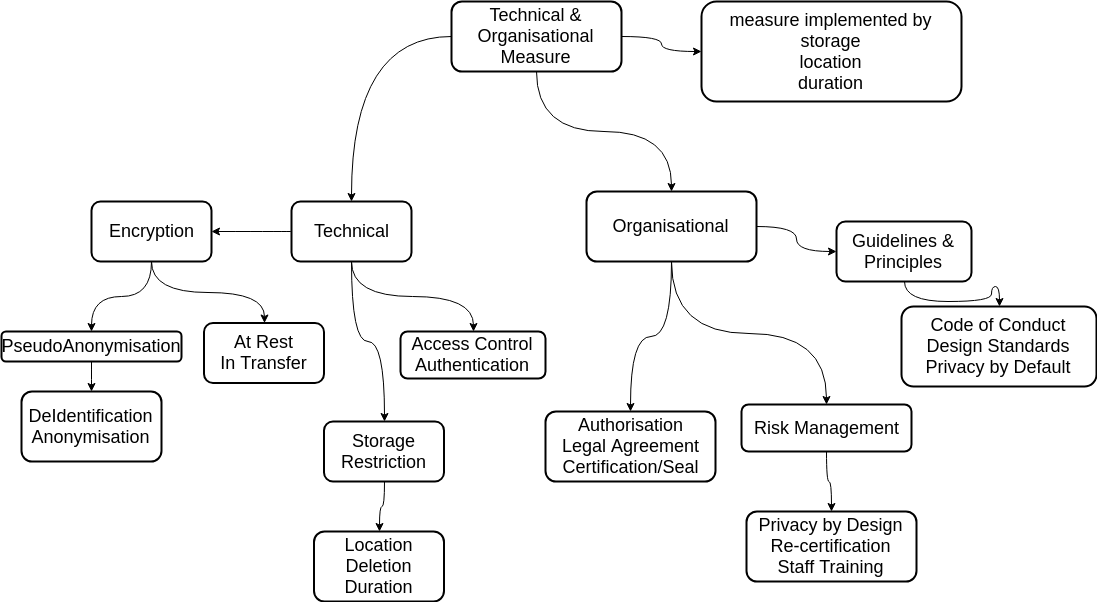 Technical &
Organisational
Measure
measure implemented by
storage
location
duration
Encryption
Technical
Organisational
Guidelines &
Principles
PseudoAnonymisation
At Rest
In Transfer
Access Control
Authentication
Code of Conduct
Design Standards
Privacy by Default
DeIdentification
Anonymisation
Storage
Restriction
Authorisation
Legal Agreement
Certification/Seal
Risk Management
Location
Deletion
Duration
Privacy by Design
Re-certification
Staff Training